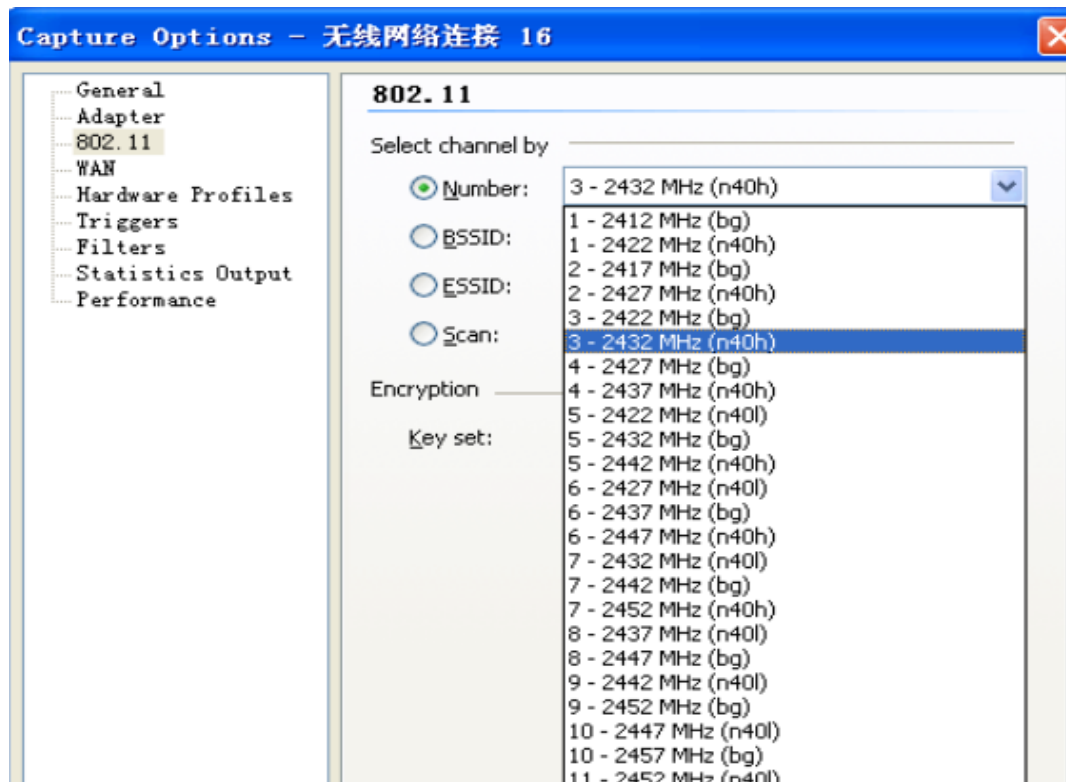 Capture Options - 无线网络连接 16
General
Adapter
802.11
WAN
Hardware Profiles
Triggers
Filters
Statistics Output
Performance
802.11
Select channel by
Number:
3 - 2432 MHz (n40h)
BSSID:
ESSID:
Scan:
Encryption
Key set:
1 - 2412 MHz (bg)
1 - 2422 MHz (n40h)
2 - 2417 MHz (bg)
2 - 2427 MHz (n40h)
3 - 2422 MHz (bg)
3 - 2432 MHz (n40h)
4 - 2427 MHz (bg)
4 - 2437 MHz (n40h)
5 - 2422 MHz (n40l)
5 - 2432 MHz (bg)
5 - 2442 MHz (n40h)
6 - 2427 MHz (n40l)
6 - 2437 MHz (bg)
6 - 2447 MHz (n40h)
7 - 2432 MHz (n40l)
7 - 2442 MHz (bg)
7 - 2452 MHz (n40h)
8 - 2437 MHz (n40l)
8 - 2447 MHz (bg)
9 - 2442 MHz (n40l)
9 - 2452 MHz (bg)
10 - 2447 MHz (n40l)
10 - 2457 MHz (bg)
11 - 2452 MHz (n40l)